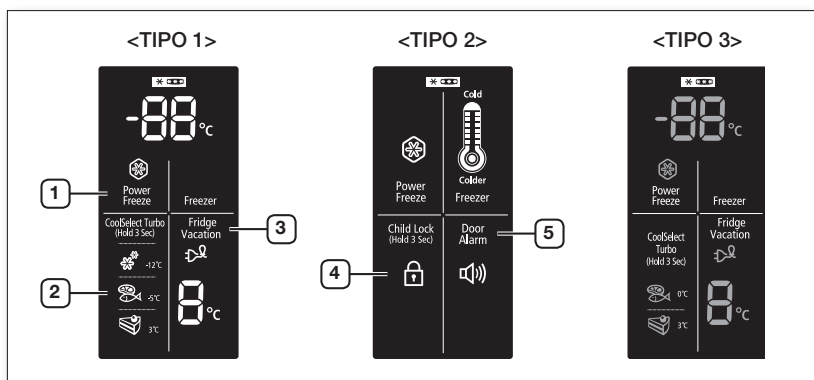 <TIPO 1>
-88°C
Power
Freeze
Freezer
CoolSelect Turbo
(Hold 3 Sec)
-12°C
-5°C
3°C
Fridge
Vacation
8°C
1
2
3
<TIPO 2>
Cold
Colder
Power
Freeze
Freezer
Child Lock
(Hold 3 Sec)
Door
Alarm
4
5
<TIPO 3>
-88°C
Power
Freeze
Freezer
CoolSelect
Turbo
(Hold 3 Sec)
0°C
3°C
Fridge
Vacation
8°C